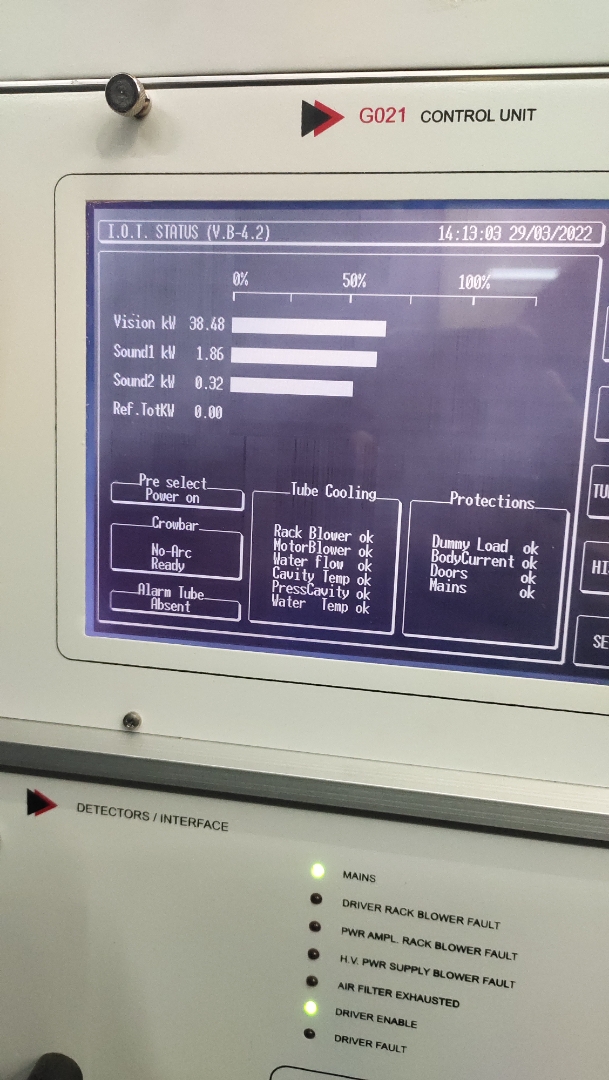 G021 CONTROL UNIT
I.O.T. STATUS (V.B-4.2) 14:13:03 29/03/2022
0% 50% 100%
Vision kW 38.48
Sound1 kW 1.86
Sound2 kW 0.32
Ref.TotKW 0.00
Pre select
Power on
Crowbar
No-Arc
Ready
Alarm Tube
Absent
Tube Cooling
Rack Blower ok
MotorBlower ok
Water flow ok
Cavity Temp ok
PressCavity ok
Water Temp ok
Protections
Dummy Load ok
BodyCurrent ok
Doors ok
Mains ok
TU
HI
SE
DETECTORS / INTERFACE
MAINS
DRIVER RACK BLOWER FAULT
PWR AMPL. RACK BLOWER FAULT
H.V. PWR SUPPLY BLOWER FAULT
AIR FILTER EXHAUSTED
DRIVER ENABLE
DRIVER FAULT